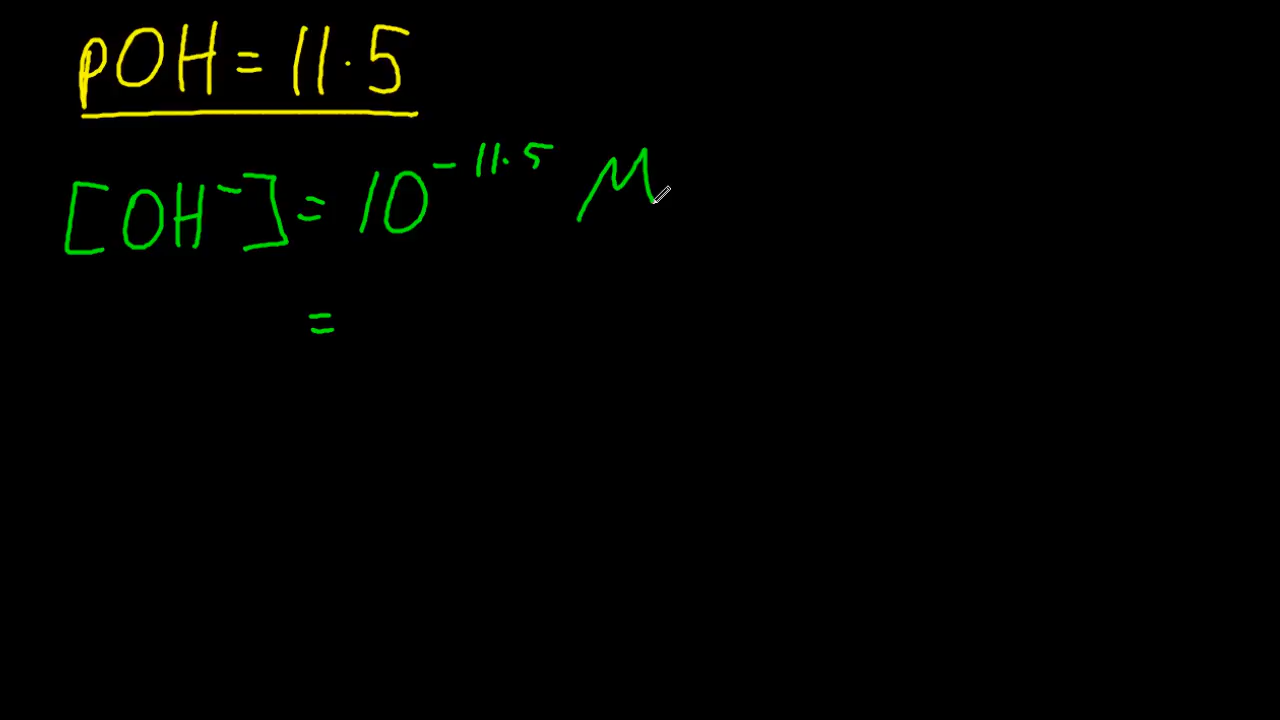 pOH = 11.5
[OH⁻] = 10⁻¹¹·⁵ M
=